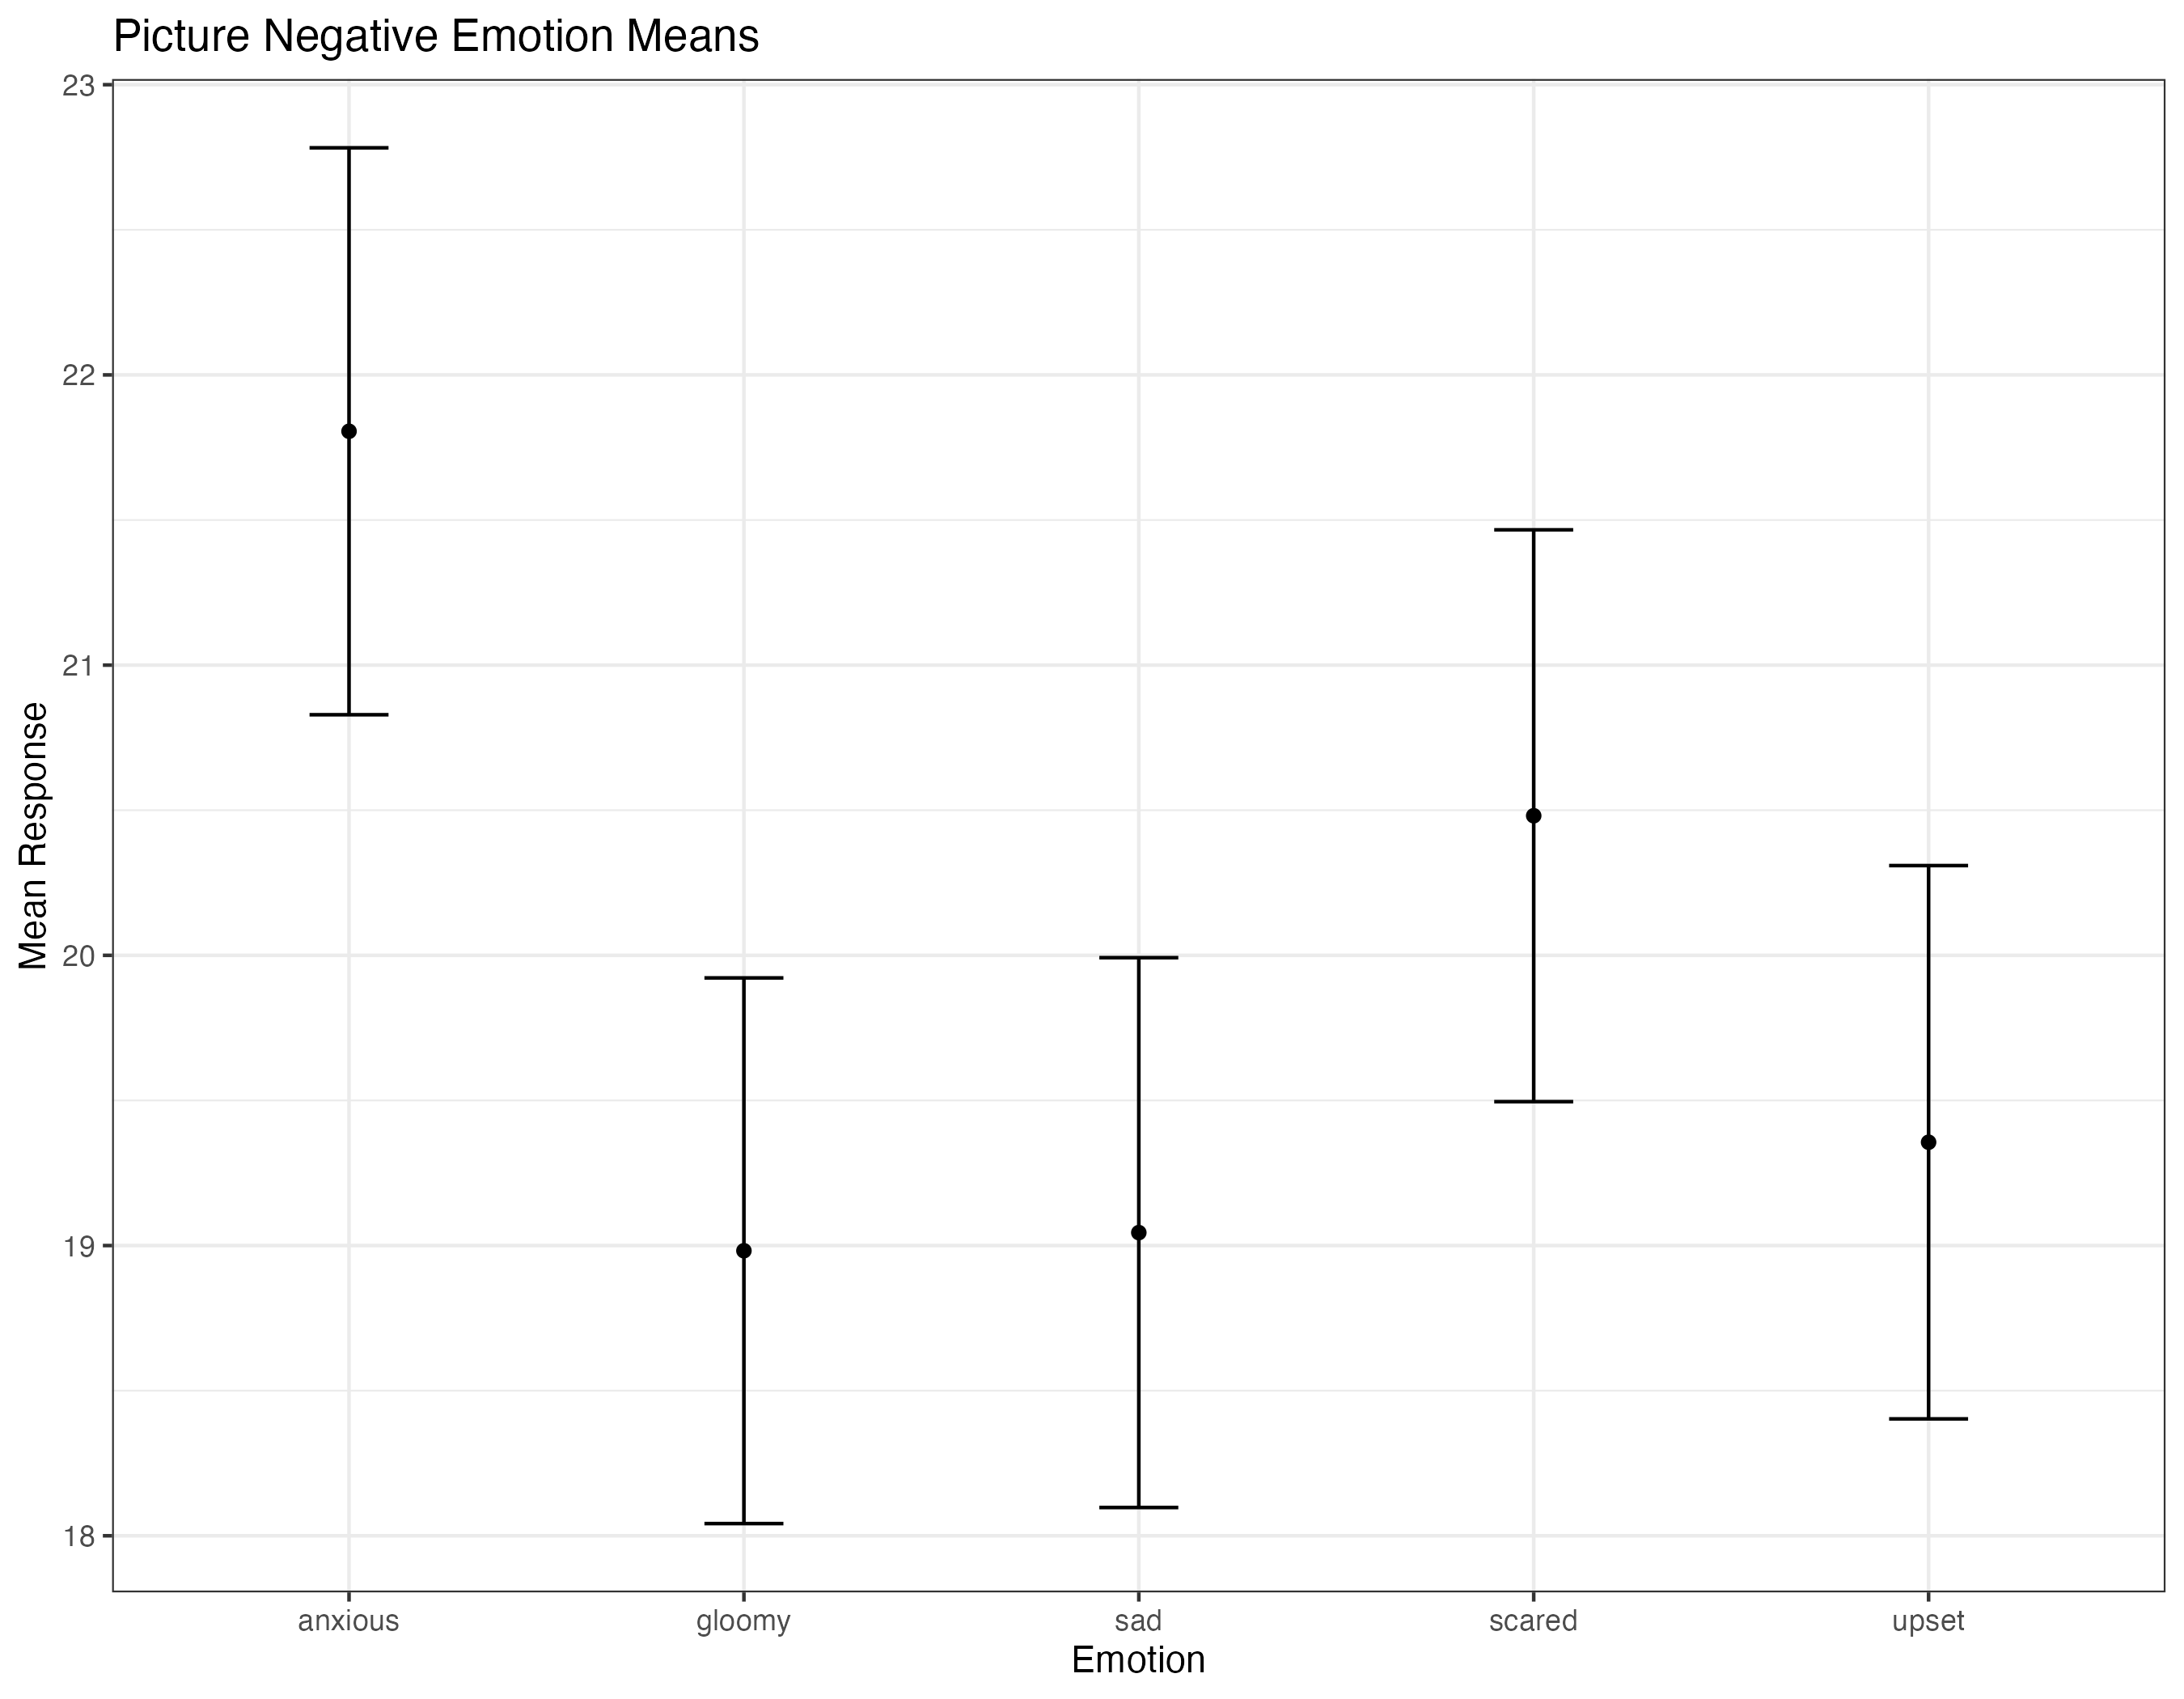 Picture Negative Emotion Means
23
22
21
20
19
18
Mean Response
anxious gloomy sad scared upset
Emotion